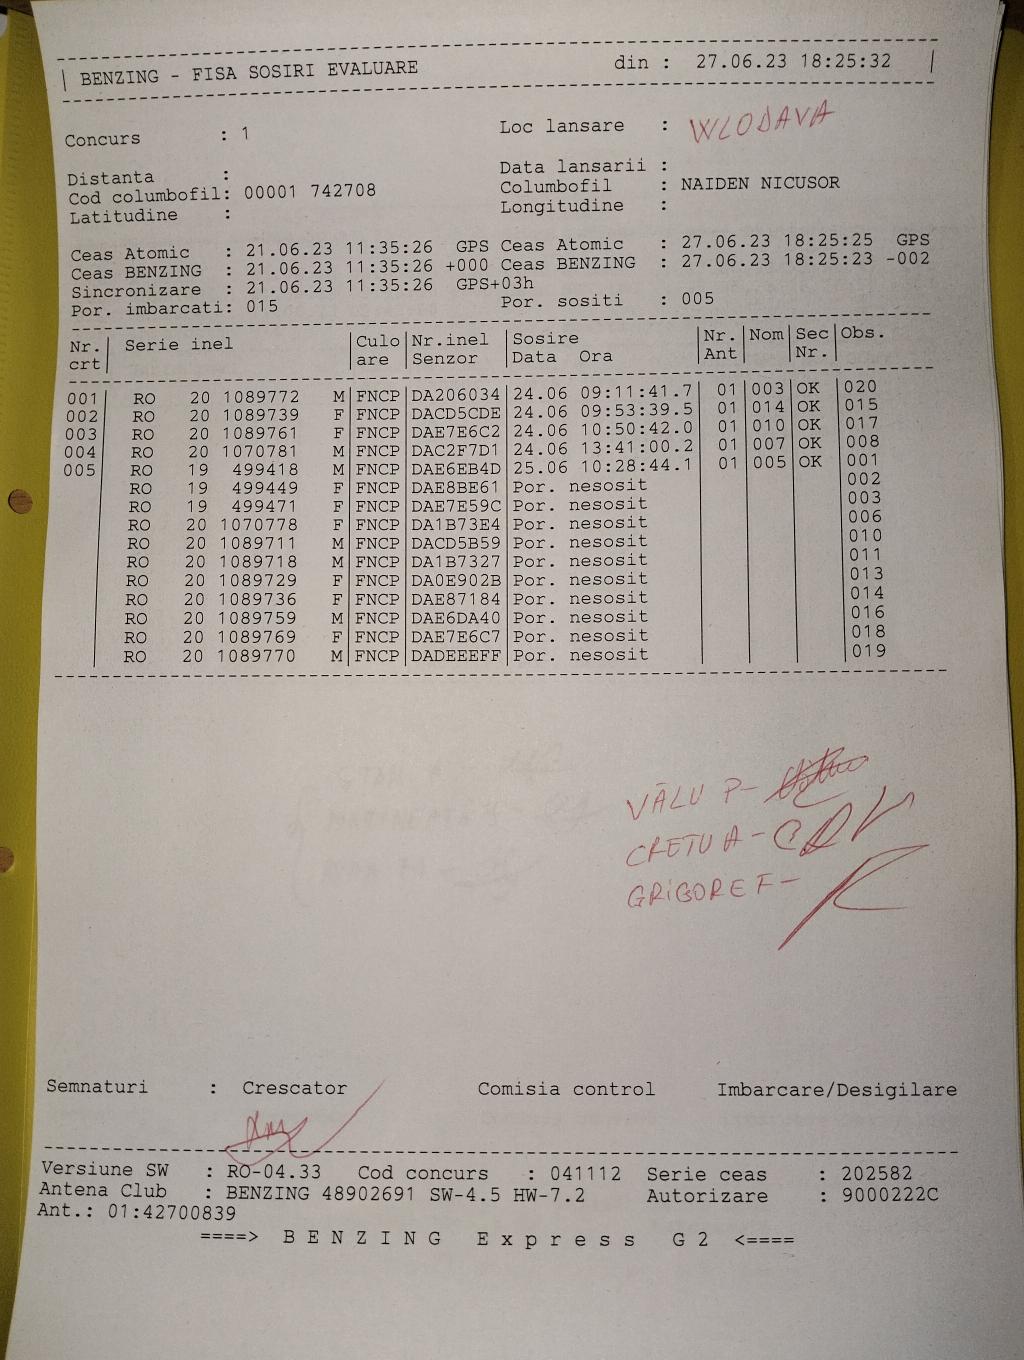 | BENZING - FISA SOSIRI EVALUARE din : 27.06.23 18:25:32 |
Concurs : 1 Loc lansare : WLODAVA
Distanta : Data lansarii :
Cod columbofil: 00001 742708 Columbofil : NAIDEN NICUSOR
Latitudine : Longitudine :
Ceas Atomic : 21.06.23 11:35:26 GPS Ceas Atomic : 27.06.23 18:25:25 GPS
Ceas BENZING : 21.06.23 11:35:26 +000 Ceas BENZING : 27.06.23 18:25:23 -002
Sincronizare : 21.06.23 11:35:26 GPS+03h
Por. imbarcati: 015 Por. sositi : 005
Nr. | Serie inel | Culo | Nr.inel | Sosire | Nr. | Nom | Sec | Obs.
crt | | are | Senzor | Data Ora | Ant | | Nr. |
001 | RO 20 1089772 M | FNCP | DA206034 | 24.06 09:11:41.7 | 01 | 003 | OK | 020
002 | RO 20 1089739 F | FNCP | DACD5CDE | 24.06 09:53:39.5 | 01 | 014 | OK | 015
003 | RO 20 1089761 F | FNCP | DAE7E6C2 | 24.06 10:50:42.0 | 01 | 010 | OK | 017
004 | RO 20 1070781 M | FNCP | DAC2F7D1 | 24.06 13:41:00.2 | 01 | 007 | OK | 008
005 | RO 19 499418 M | FNCP | DAE6EB4D | 25.06 10:28:44.1 | 01 | 005 | OK | 001
| RO 19 499449 F | FNCP | DAE8BE61 | Por. nesosit | | | | 002
| RO 19 499471 F | FNCP | DAE7E59C | Por. nesosit | | | | 003
| RO 20 1070778 F | FNCP | DA1B73E4 | Por. nesosit | | | | 006
| RO 20 1089711 M | FNCP | DACD5B59 | Por. nesosit | | | | 010
| RO 20 1089718 M | FNCP | DA1B7327 | Por. nesosit | | | | 011
| RO 20 1089729 F | FNCP | DA0E902B | Por. nesosit | | | | 013
| RO 20 1089736 F | FNCP | DAE87184 | Por. nesosit | | | | 014
| RO 20 1089759 M | FNCP | DAE6DA40 | Por. nesosit | | | | 016
| RO 20 1089769 F | FNCP | DAE7E6C7 | Por. nesosit | | | | 018
| RO 20 1089770 M | FNCP | DADEEEFF | Por. nesosit | | | | 019
VĂLU P-
CRETU A-
GRIGORE F-
Semnaturi : Crescator Comisia control Imbarcare/Desigilare
Versiune SW : RO-04.33 Cod concurs : 041112 Serie ceas : 202582
Antena Club : BENZING 48902691 SW-4.5 HW-7.2 Autorizare : 9000222C
Ant.: 01:42700839
====> B E N Z I N G E x p r e s s G 2 <====